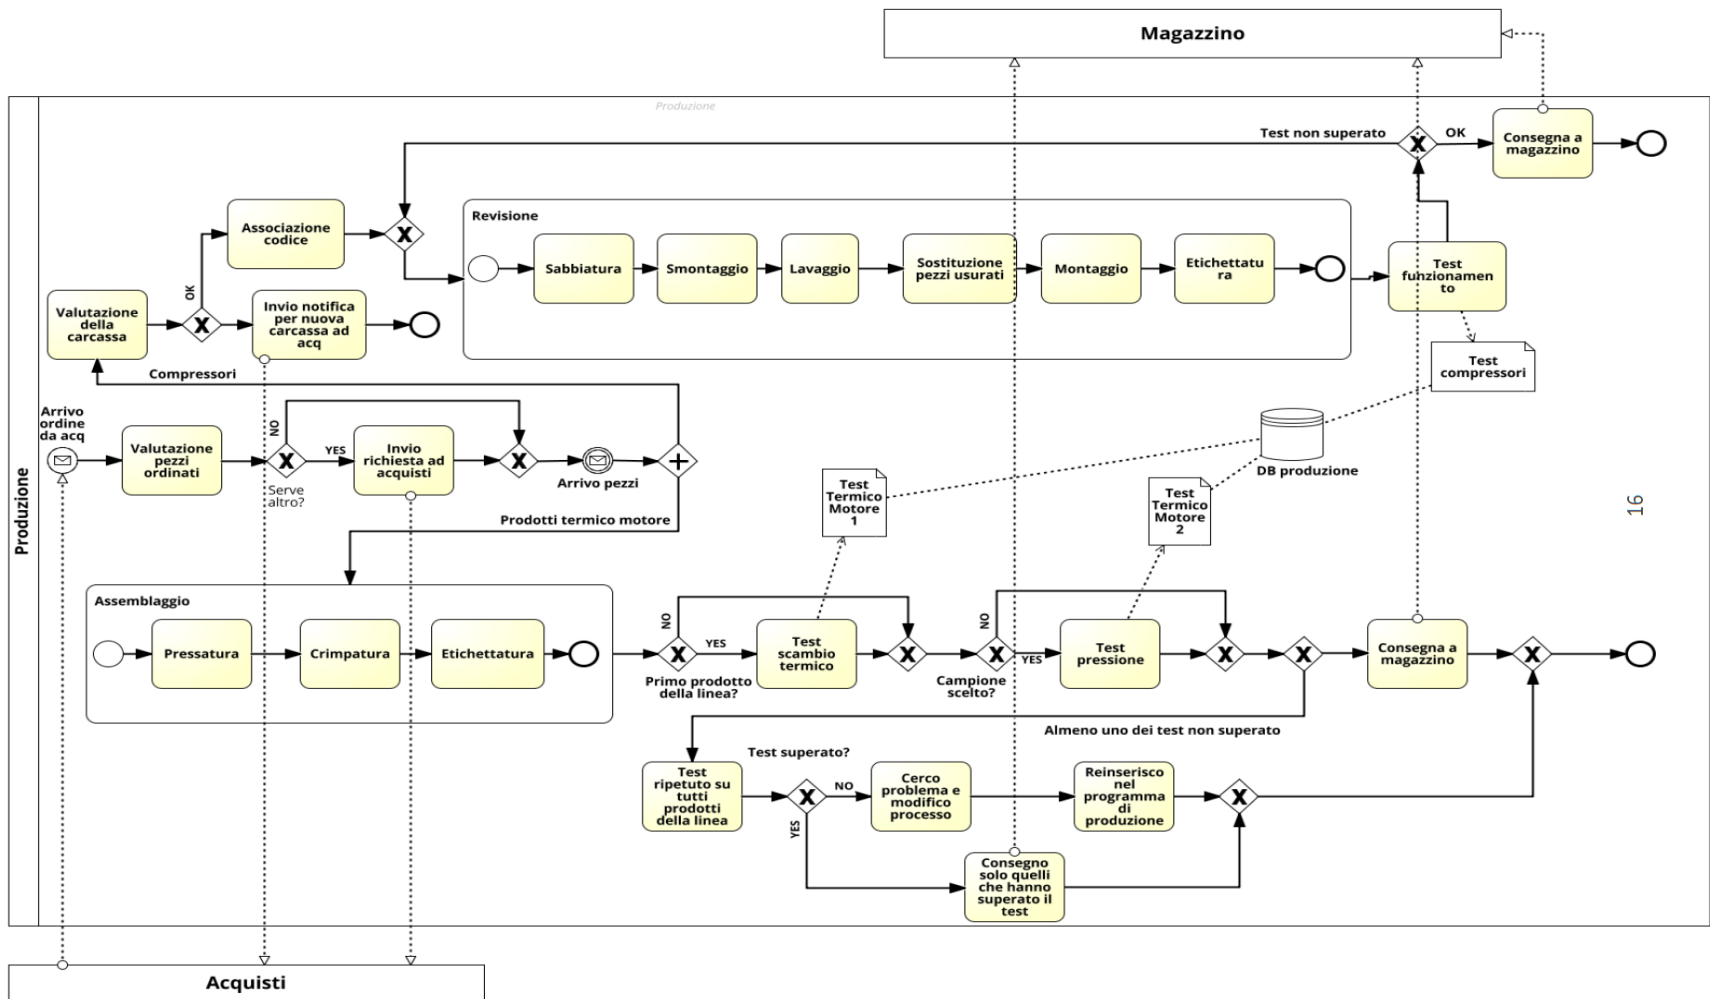 Magazzino
Produzione
Test non superato
OK
Consegna a
magazzino
Associazione
codice
OK
Revisione
Sabbiatura
Smontaggio
Lavaggio
Sostituzione
pezzi usurati
Montaggio
Etichettatu
ra
Test
funzionamen
to
Valutazione
della
carcassa
Invio notifica
per nuova
carcassa ad
acq
Test
compressori
Compressori
Arrivo
ordine
da acq
Valutazione
pezzi
ordinati
NO
YES
Serve
altro?
Invio
richiesta ad
acquisti
Arrivo pezzi
DB produzione
Test
Termico
Motore
1
Test
Termico
Motore
2
16
Produzione
Prodotti termico motore
Assemblaggio
Pressatura
Crimpatura
Etichettatura
NO
YES
Primo prodotto
della linea?
Test
scambio
termico
NO
YES
Campione
scelto?
Test
pressione
Consegna a
magazzino
Almeno uno dei test non superato
Test
ripetuto su
tutti
prodotti
della linea
Test superato?
NO
YES
Cerco
problema e
modifico
processo
Reinserisco
nel
programma
di
produzione
Consegno
solo quelli
che hanno
superato il
test
Acquisti